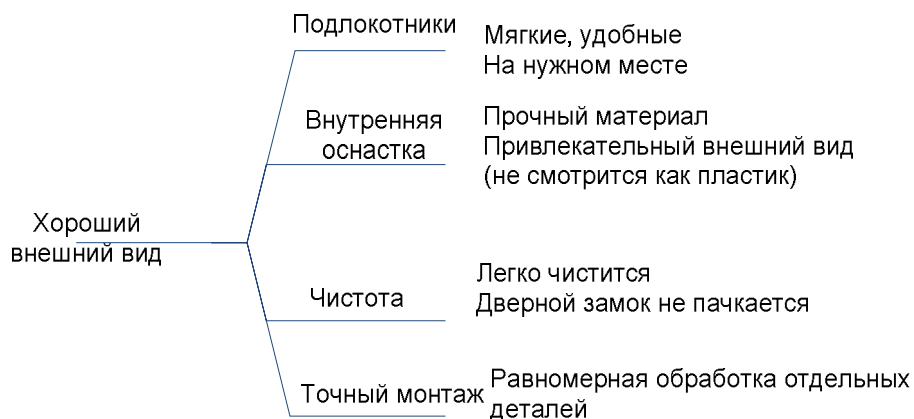 Подлокотники
Мягкие, удобные
На нужном месте
Внутренняя
оснастка
Прочный материал
Привлекательный внешний вид
(не смотрится как пластик)
Хороший
внешний вид
Чистота
Легко чистится
Дверной замок не пачкается
Точный монтаж
Равномерная обработка отдельных
деталей